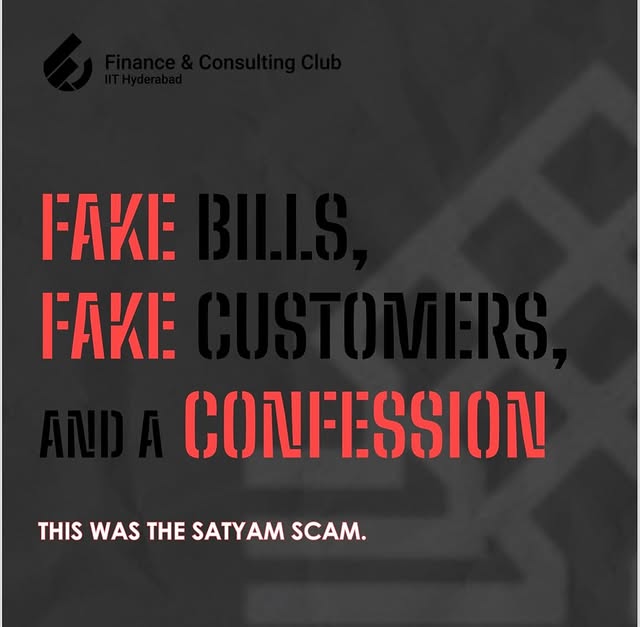 Finance & Consulting Club
IIT Hyderabad
FAKE BILLS,
FAKE CUSTOMERS,
AND A CONFESSION
THIS WAS THE SATYAM SCAM.